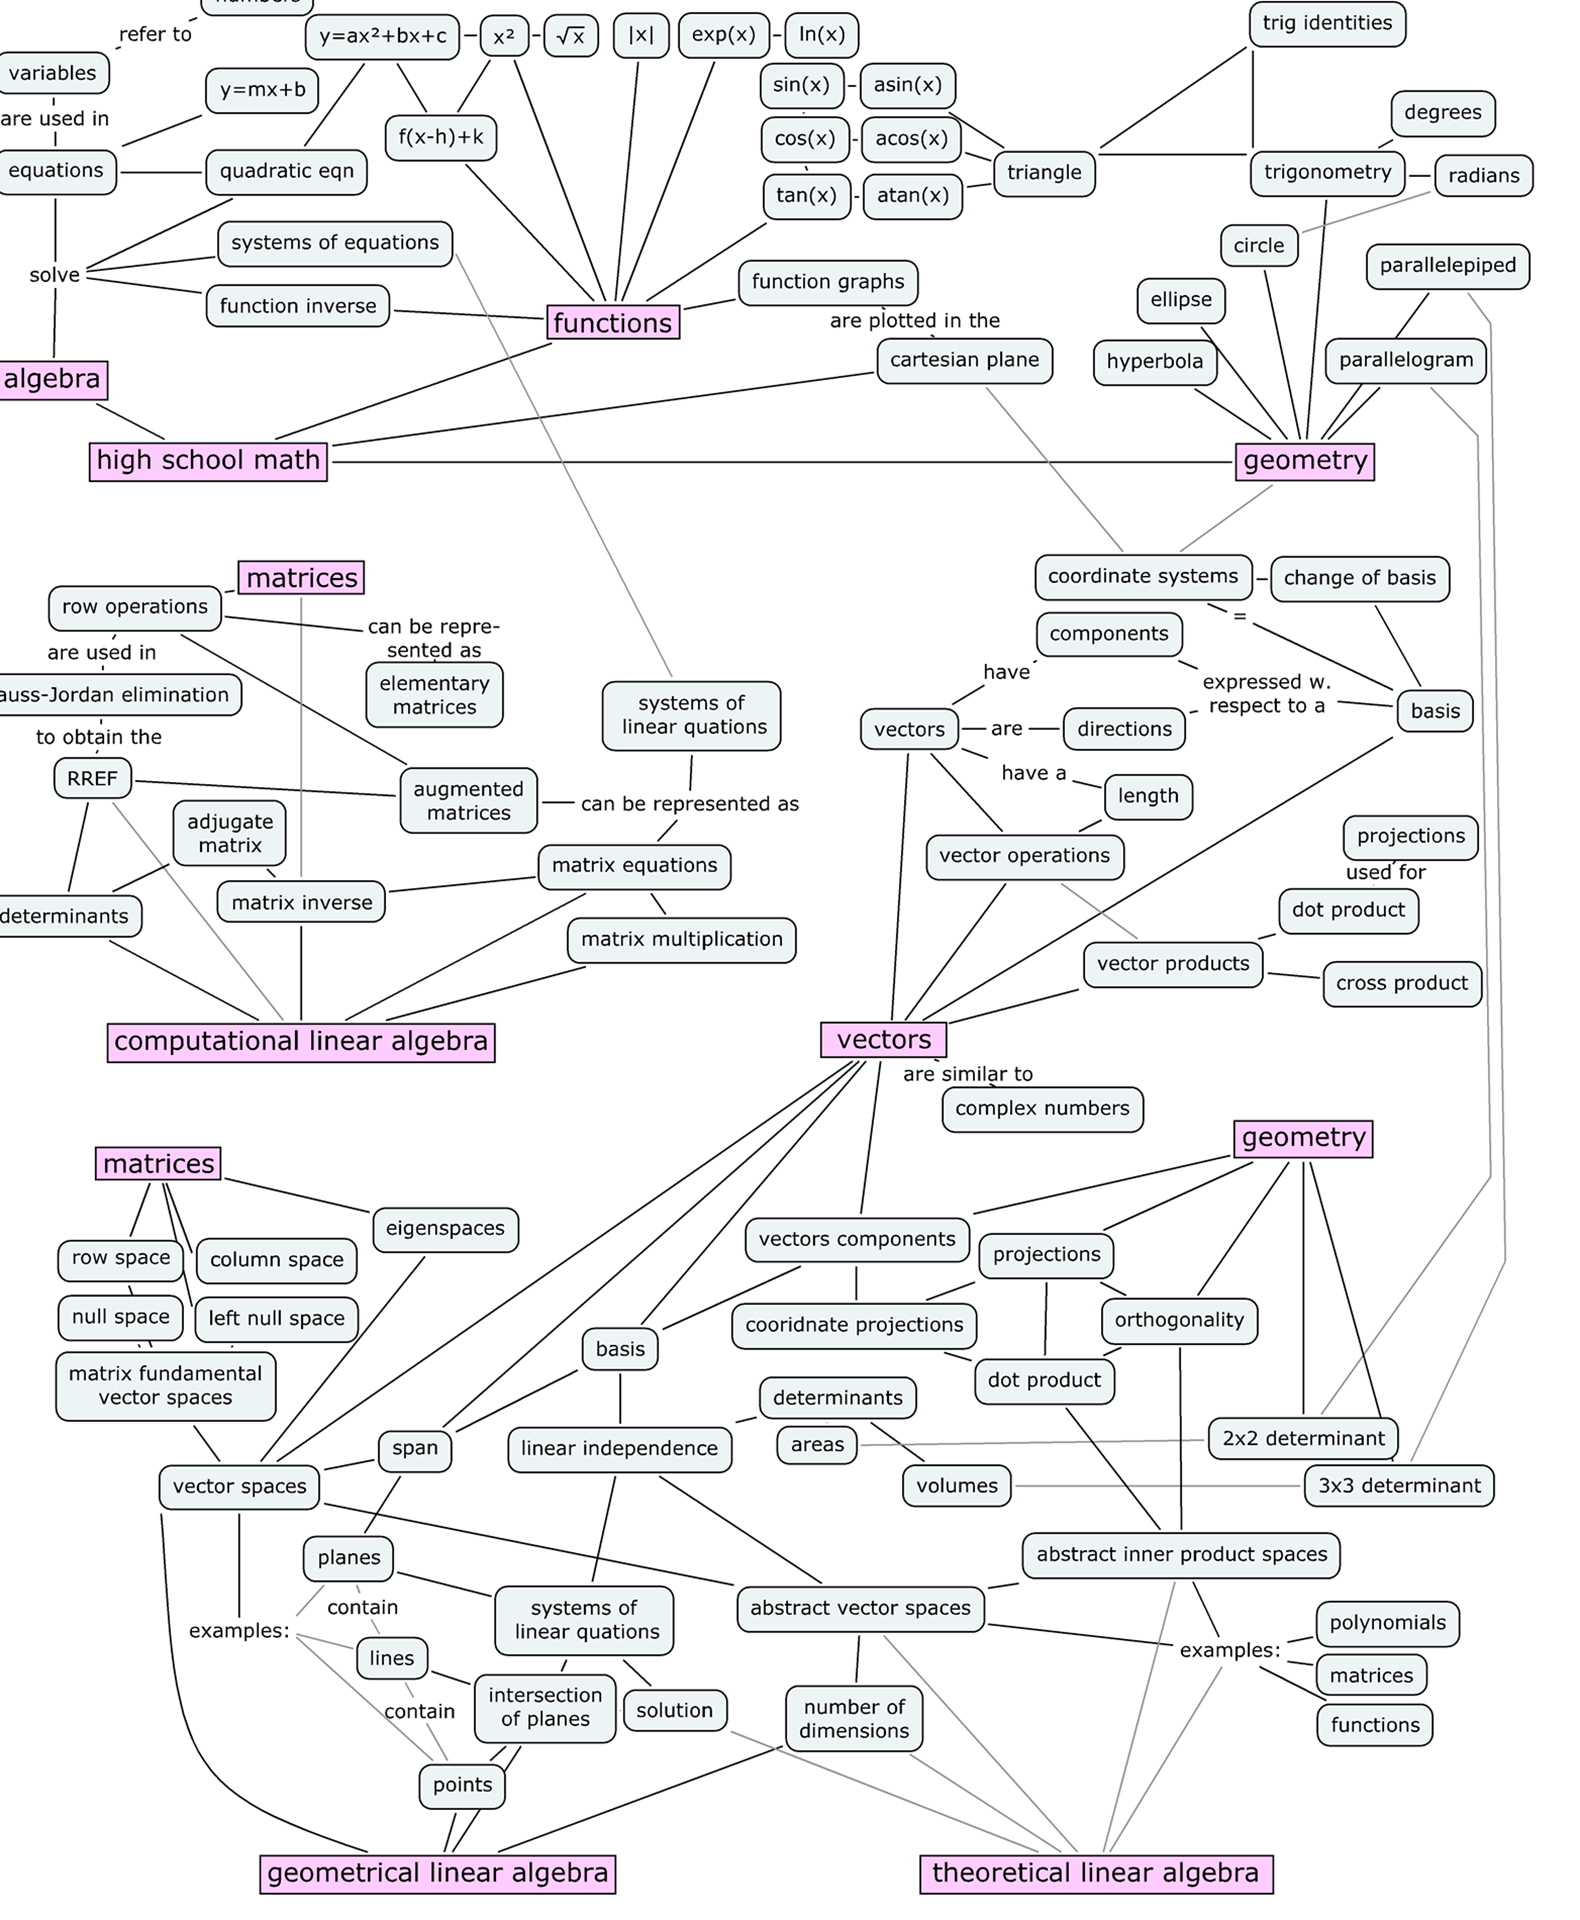 numbers
trig identities
refer to
y=ax²+bx+c
x²
√x
|x|
exp(x)
ln(x)
variables
y=mx+b
sin(x)
asin(x)
degrees
are used in
f(x-h)+k
cos(x)
acos(x)
equations
quadratic eqn
triangle
trigonometry
radians
tan(x)
atan(x)
systems of equations
circle
parallelepiped
solve
function graphs
function inverse
ellipse
functions
are plotted in the
algebra
cartesian plane
hyperbola
parallelogram
high school math
geometry
matrices
coordinate systems
change of basis
row operations
=
can be repre-
sented as
components
are used in
have
expressed w.
respect to a
auss-Jordan elimination
elementary
matrices
systems of
linear quations
vectors
are
directions
basis
to obtain the
have a
RREF
augmented
matrices
can be represented as
length
adjugate
matrix
projections
vector operations
used for
matrix equations
matrix inverse
dot product
determinants
matrix multiplication
vector products
cross product
computational linear algebra
vectors
are similar to
complex numbers
geometry
matrices
eigenspaces
vectors components
row space
column space
projections
null space
left null space
cooridnate projections
orthogonality
basis
matrix fundamental
vector spaces
dot product
determinants
span
linear independence
areas
2x2 determinant
vector spaces
volumes
3x3 determinant
planes
abstract inner product spaces
contain
systems of
linear quations
abstract vector spaces
polynomials
examples:
examples:
lines
matrices
intersection
of planes
solution
number of
dimensions
contain
functions
points
geometrical linear algebra
theoretical linear algebra